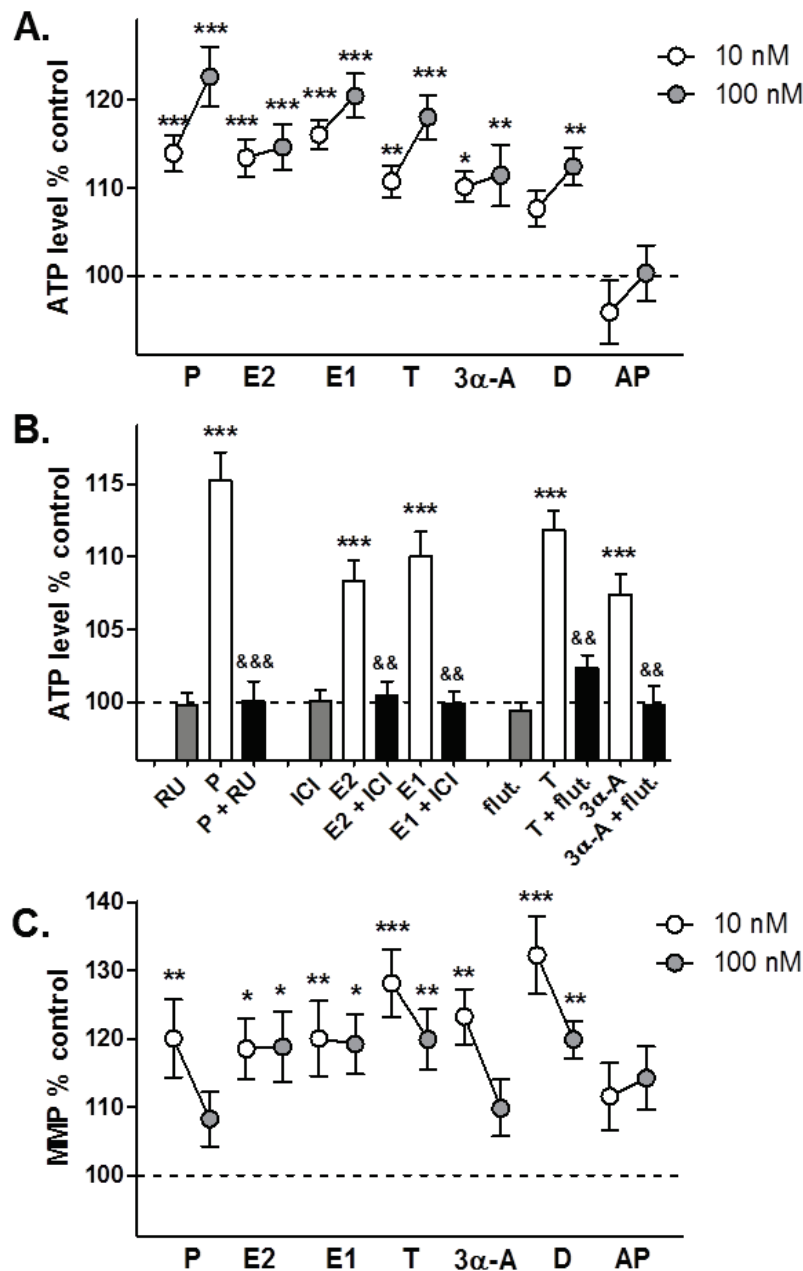 A.
*** *** *** *** *** *** ** *** * ** **
ATP level % control
120
110
100
10 nM
100 nM
P E2 E1 T 3α-A D AP
B.
*** *** *** *** ***
&&& && && && &&
ATP level % control
115
110
105
100
RU P P + RU ICI E2 E2 + ICI E1 E1 + ICI flut. T T + flut. 3α-A 3α-A + flut.
C.
** * * ** * *** ** ** *** **
MMP % control
140
130
120
110
100
10 nM
100 nM
P E2 E1 T 3α-A D AP